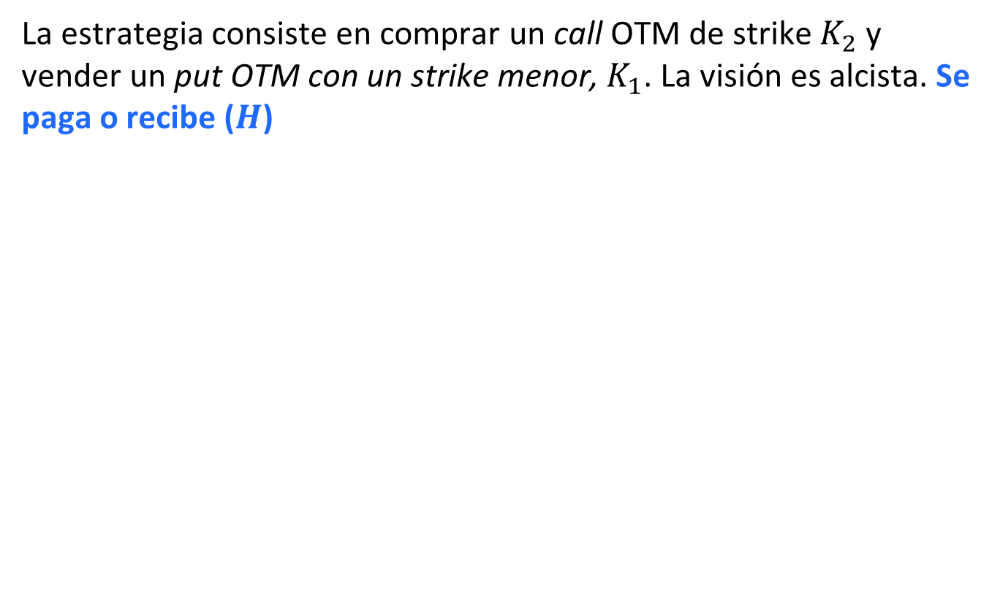 La estrategia consiste en comprar un call OTM de strike K₂ y
vender un put OTM con un strike menor, K₁. La visión es alcista. Se
paga o recibe (H)